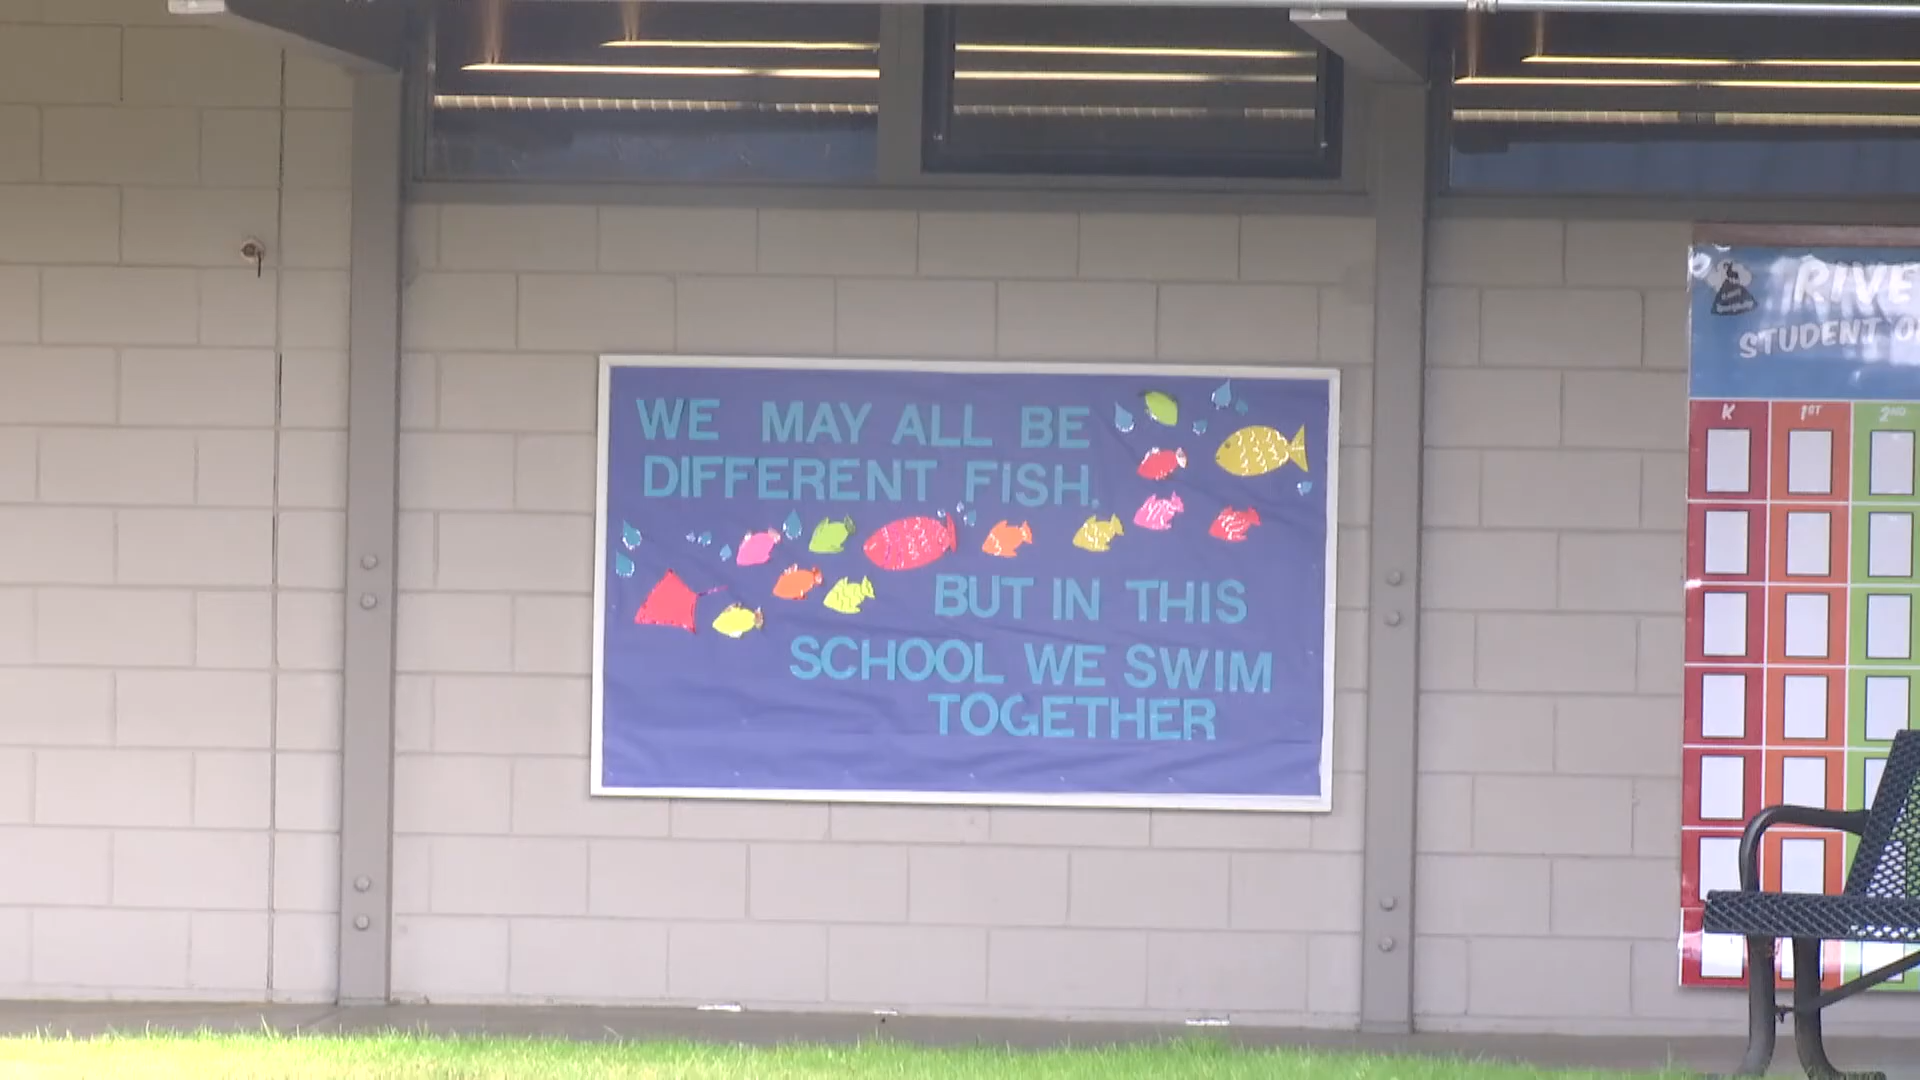 WE MAY ALL BE
DIFFERENT FISH.
BUT IN THIS
SCHOOL WE SWIM
TOGETHER
STUDENT
K 1ST 2ND